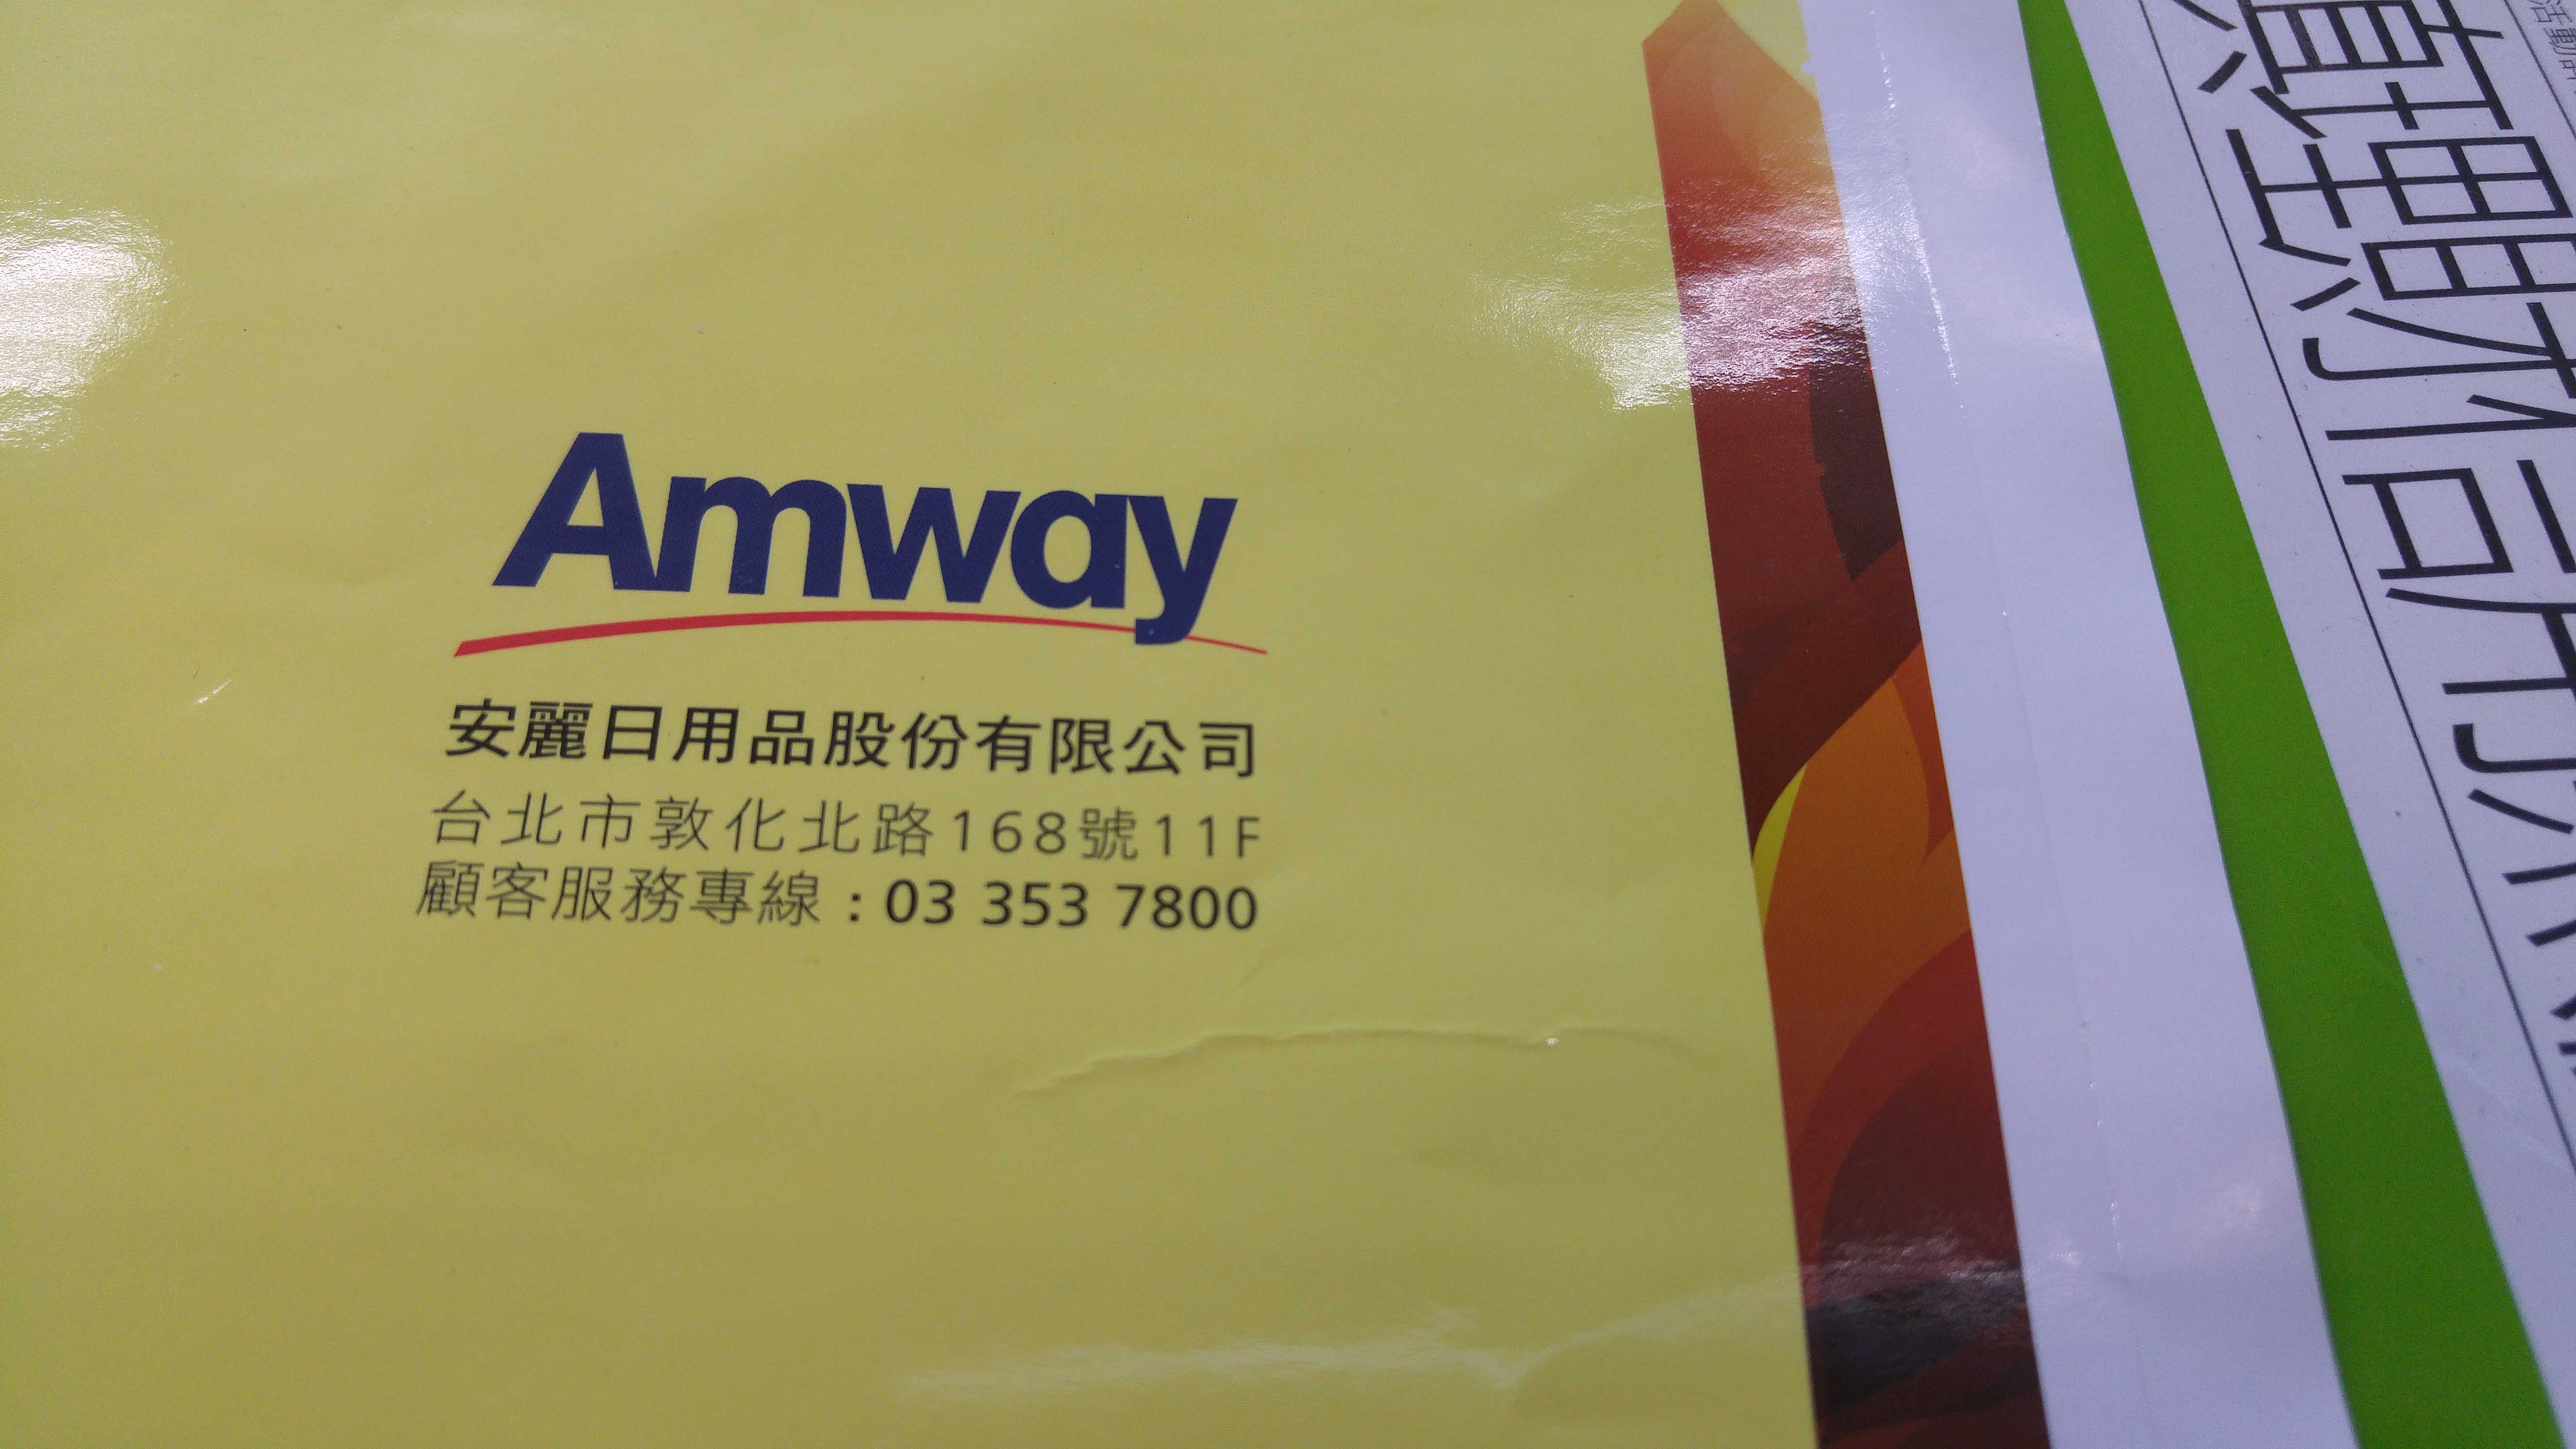 Amway
安麗日用品股份有限公司
台北市敦化北路168號11F
顧客服務專線：03 353 7800